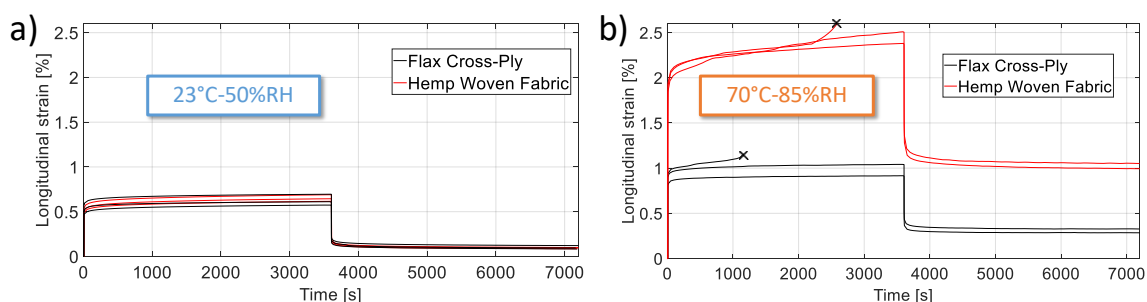 a)
Longitudinal strain [%]
2.5
2
1.5
1
0.5
0
23°C-50%RH
Flax Cross-Ply
Hemp Woven Fabric
0 1000 2000 3000 4000 5000 6000 7000
Time [s]
b)
Longitudinal strain [%]
2.5
2
1.5
1
0.5
0
70°C-85%RH
Flax Cross-Ply
Hemp Woven Fabric
0 1000 2000 3000 4000 5000 6000 7000
Time [s]